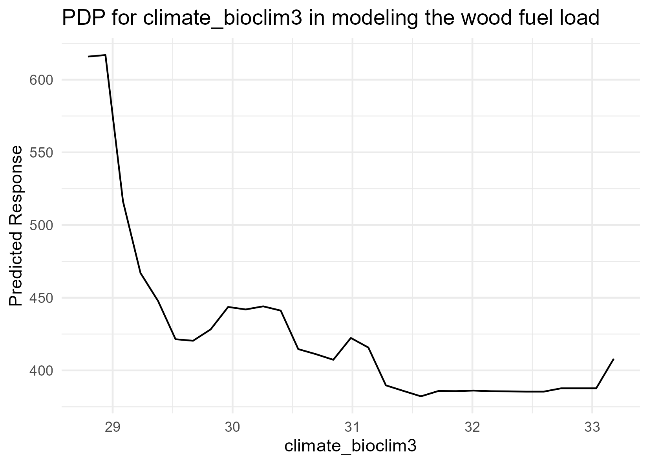 PDP for climate_bioclim3 in modeling the wood fuel load
600
550
500
450
400
Predicted Response
29 30 31 32 33
climate_bioclim3